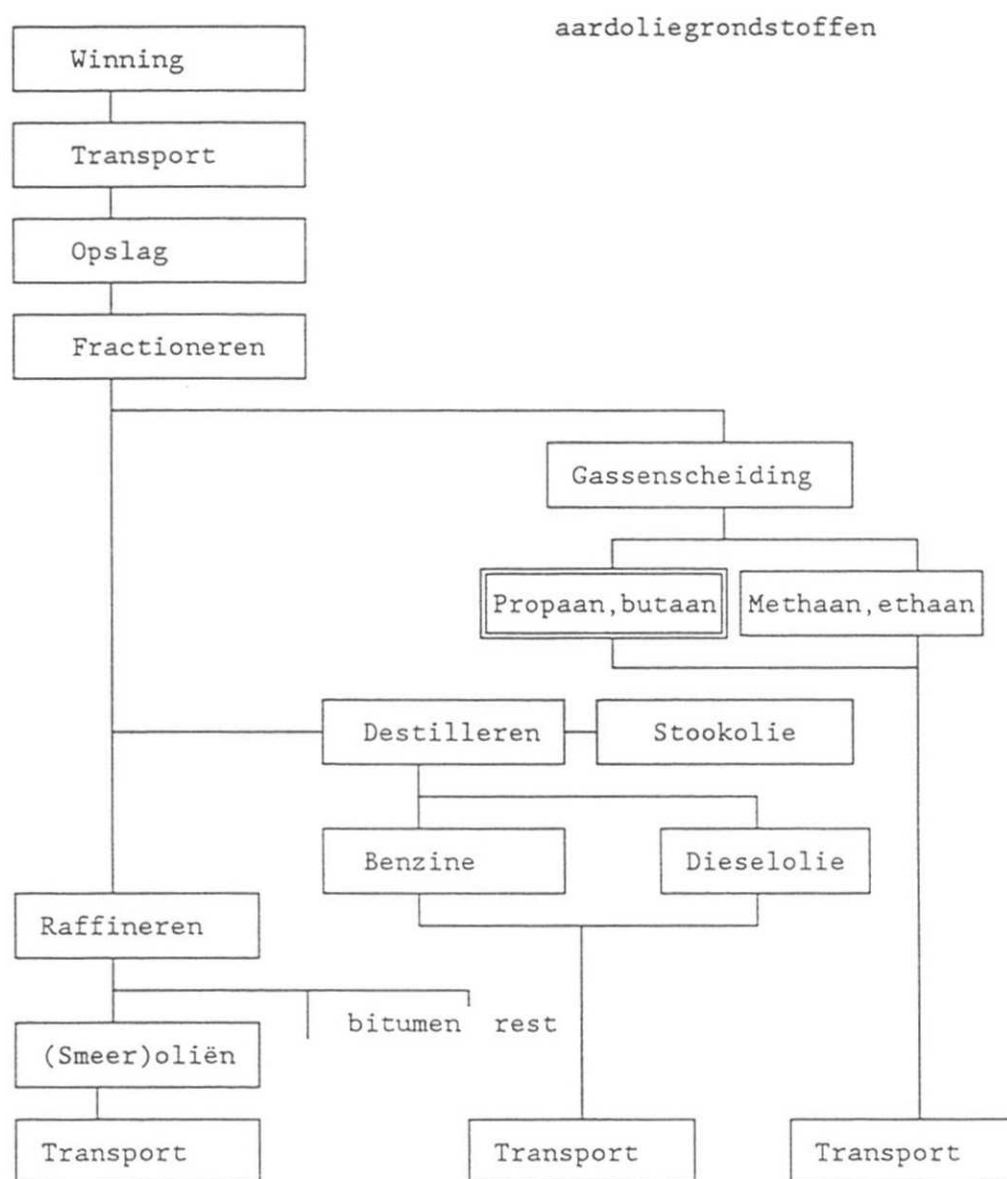 aardoliegrondstoffen
Winning
Transport
Opslag
Fractioneren
Gassenscheiding
Propaan,butaan
Methaan,ethaan
Destilleren
Stookolie
Benzine
Dieselolie
Raffineren
bitumen rest
(Smeer)oliën
Transport
Transport
Transport